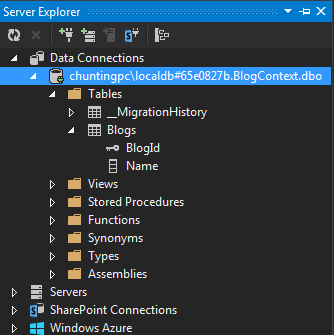 Server Explorer
Data Connections
chuntingpc\localdb#65e0827b.BlogContext.dbo
Tables
__MigrationHistory
Blogs
BlogId
Name
Views
Stored Procedures
Functions
Synonyms
Types
Assemblies
Servers
SharePoint Connections
Windows Azure